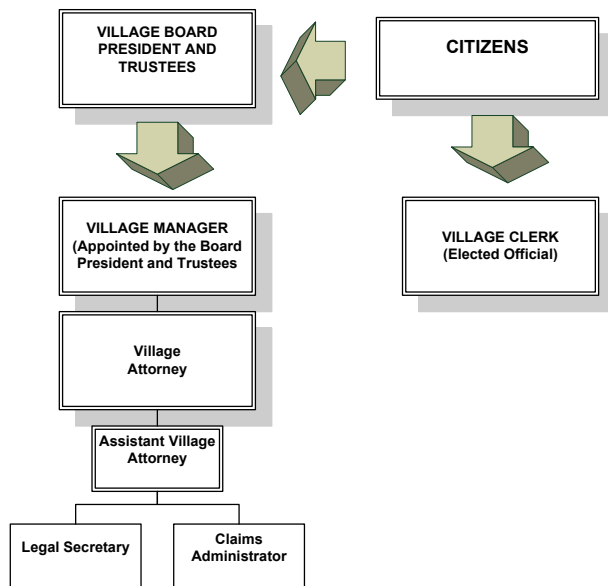 VILLAGE BOARD
PRESIDENT AND
TRUSTEES
CITIZENS
VILLAGE MANAGER
(Appointed by the Board
President and Trustees
VILLAGE CLERK
(Elected Official)
Village
Attorney
Assistant Village
Attorney
Legal Secretary
Claims
Administrator